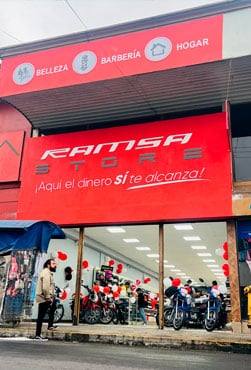 BELLEZA BARBERÍA HOGAR
RAMSA
STORE
¡Aquí el dinero SÍ te alcanza!